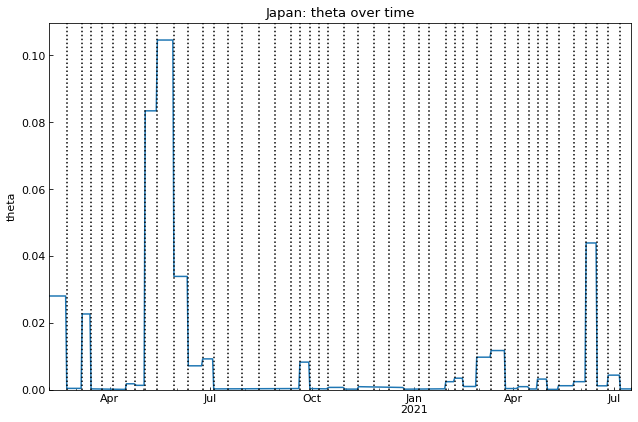 Japan: theta over time
0.10
0.08
0.06
0.04
0.02
0.00
theta
Apr
Jul
Oct
Jan
2021
Apr
Jul